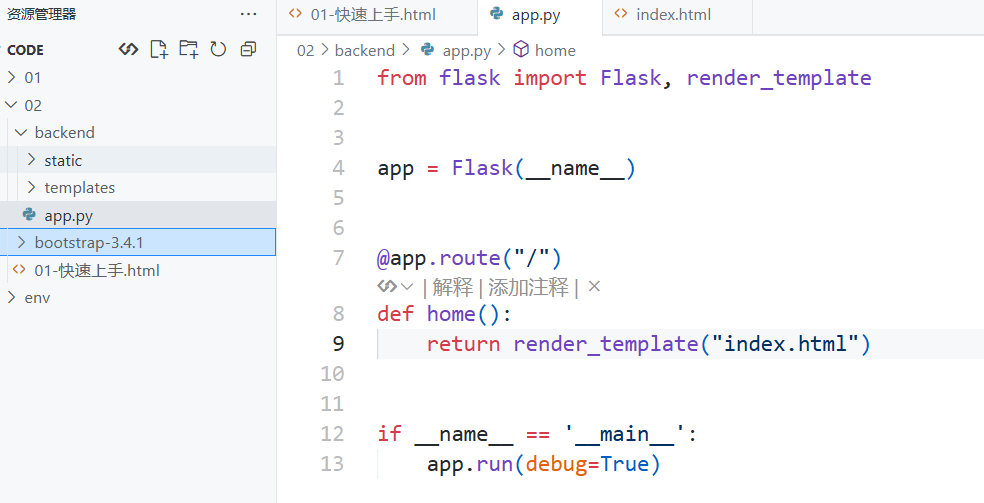 资源管理器 ···
CODE
01
02
backend
static
templates
app.py
bootstrap-3.4.1
01-快速上手.html
env
01-快速上手.html app.py index.html
02 > backend > app.py > home
1 from flask import Flask, render_template
2
3
4 app = Flask(__name__)
5
6
7 @app.route("/")
| 解释 | 添加注释 | ×
8 def home():
9 return render_template("index.html")
10
11
12 if __name__ == '__main__':
13 app.run(debug=True)